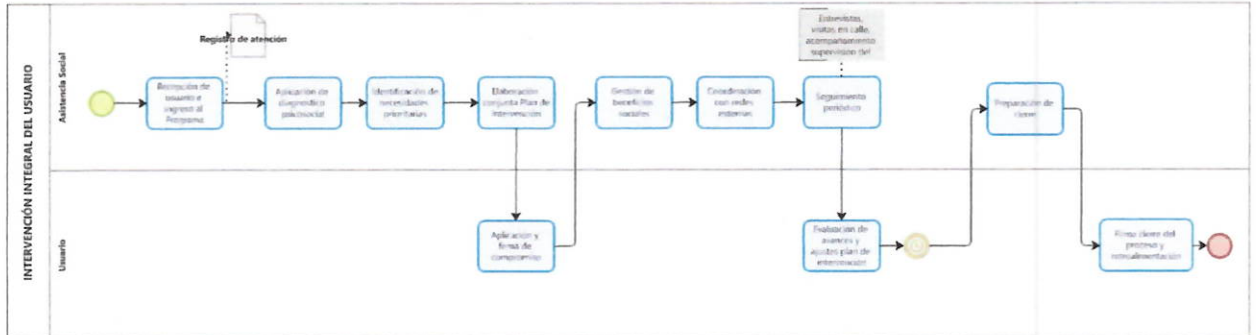 INTERVENCIÓN INTEGRAL DEL USUARIO
Asistencia Social
Registro de atención
Recepción de
usuario e
ingreso al
Programa
Aplicación de
diagnóstico
psicosocial
Identificación de
necesidades
prioritarias
Elaboración
conjunta Plan de
Intervención
Gestión de
beneficios
sociales
Coordinación
con redes
externas
Entrevistas,
visitas en calle,
acompañamiento
supervisión del
Seguimiento
periódico
Preparación de
cierre
Usuario
Aplicación y
firma de
compromiso
Evaluación de
avances y
ajustes plan de
intervención
Firma cierre del
proceso y
retroalimentación